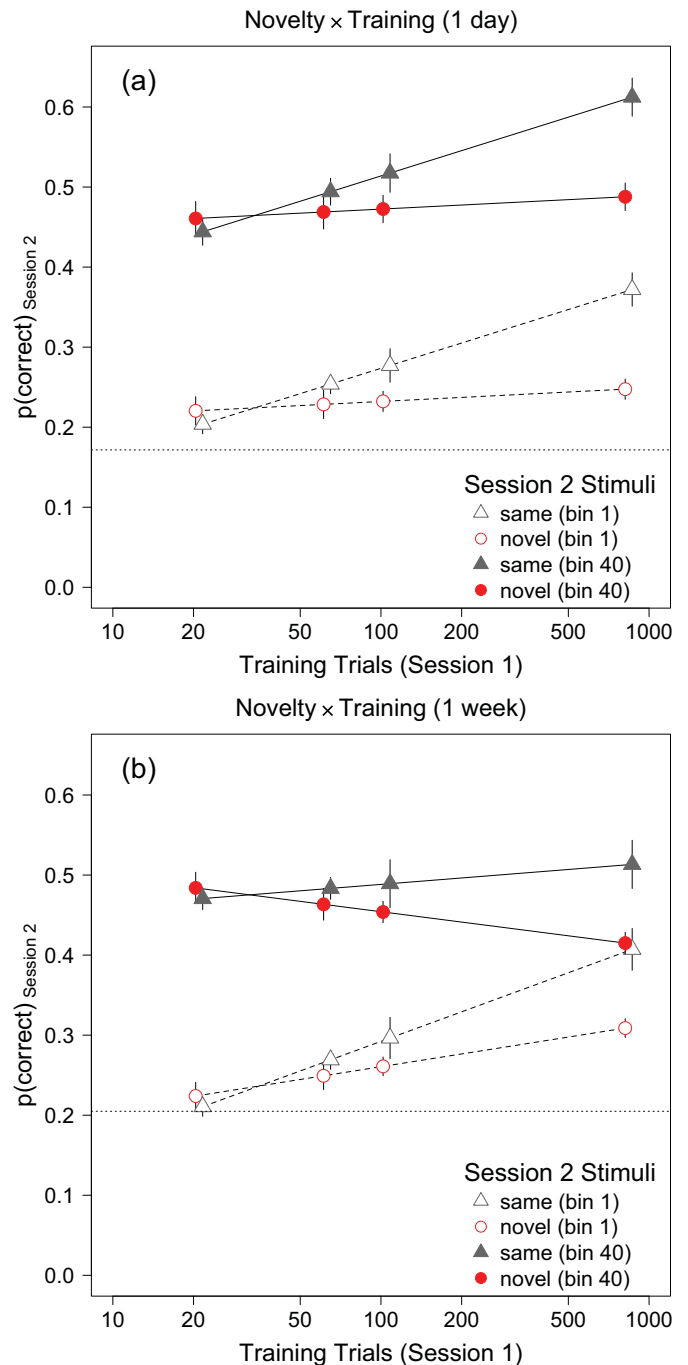 Novelty × Training (1 day)
(a)
p(correct) Session 2
0.6
0.5
0.4
0.3
0.2
0.1
0.0
Session 2 Stimuli
same (bin 1)
novel (bin 1)
same (bin 40)
novel (bin 40)
10 20 50 100 200 500 1000
Training Trials (Session 1)
Novelty × Training (1 week)
(b)
p(correct) Session 2
0.6
0.5
0.4
0.3
0.2
0.1
0.0
Session 2 Stimuli
same (bin 1)
novel (bin 1)
same (bin 40)
novel (bin 40)
10 20 50 100 200 500 1000
Training Trials (Session 1)